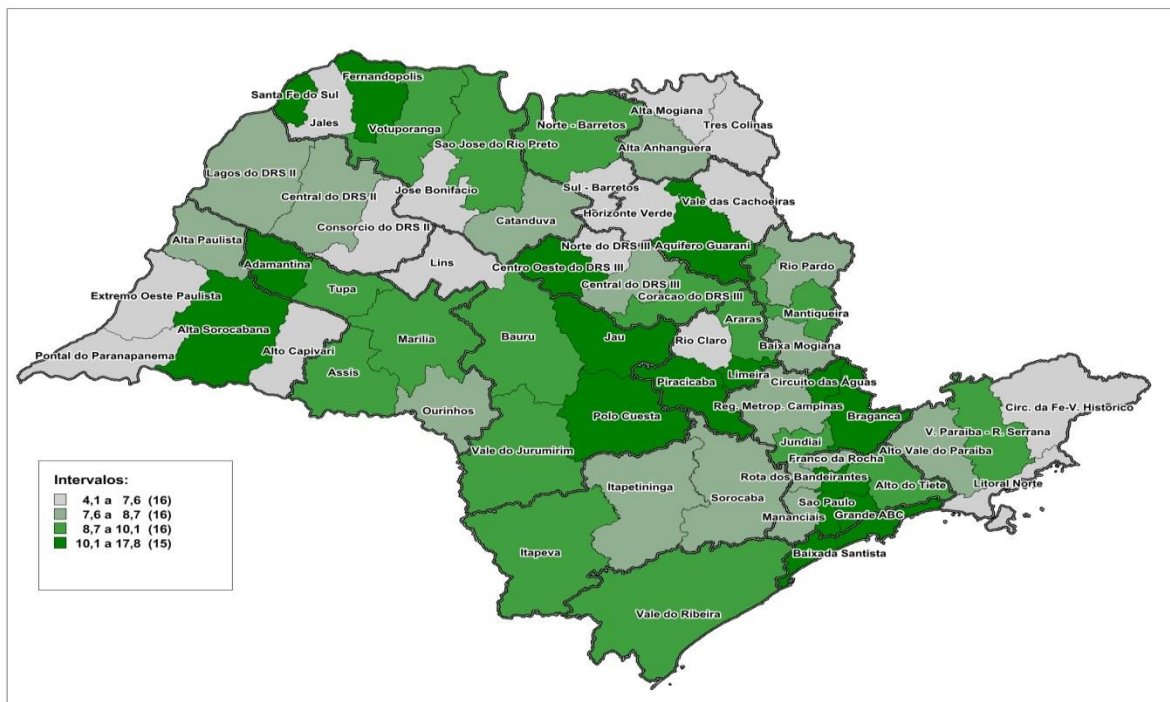 Fernandopolis
Santa Fe do Sul
Jales
Votuporanga
Sao Jose do Rio Preto
Norte - Barretos
Alta Mogiana
Tres Colinas
Alta Anhanguera
Lagos do DRS II
Central do DRS II
Jose Bonifacio
Sul - Barretos
Vale das Cachoeiras
Horizonte Verde
Catanduva
Consorcio do DRS II
Alta Paulista
Norte do DRS III
Aquifero Guarani
Lins
Adamantina
Centro Oeste do DRS III
Rio Pardo
Central do DRS III
Tupa
Extremo Oeste Paulista
Coracao do DRS III
Mantiqueira
Araras
Alta Sorocabana
Jau
Bauru
Marilia
Alto Capivari
Rio Claro
Baixa Mogiana
Pontal do Paranapanema
Assis
Limeira
Piracicaba
Circuito das Águas
Ourinhos
Reg. Metrop. Campinas
Circ. da Fe-V. Historico
Polo Cuesta
Braganca
V. Paraiba - R. Serrana
Jundiai
Vale do Jurumirim
Alto Vale do Paraiba
Franco da Rocha
Rota dos Bandeirantes
Litoral Norte
Itapetininga
Alto do Tiete
Sorocaba
Sao Paulo
Grande ABC
Mananciais
Itapeva
Baixada Santista
Vale do Ribeira
Intervalos:
4,1 a 7,6 (16)
7,6 a 8,7 (16)
8,7 a 10,1 (16)
10,1 a 17,8 (15)